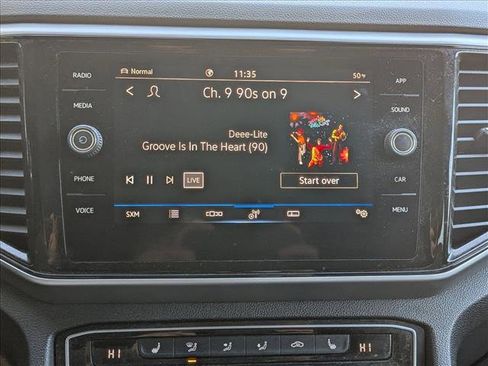 RADIO
MEDIA
PHONE
VOICE
Normal
11:35
50°F
Ch. 9 90s on 9
Deee-Lite
Groove Is In The Heart (90)
LIVE
Start over
SXM
APP
SOUND
CAR
MENU
HI
HI